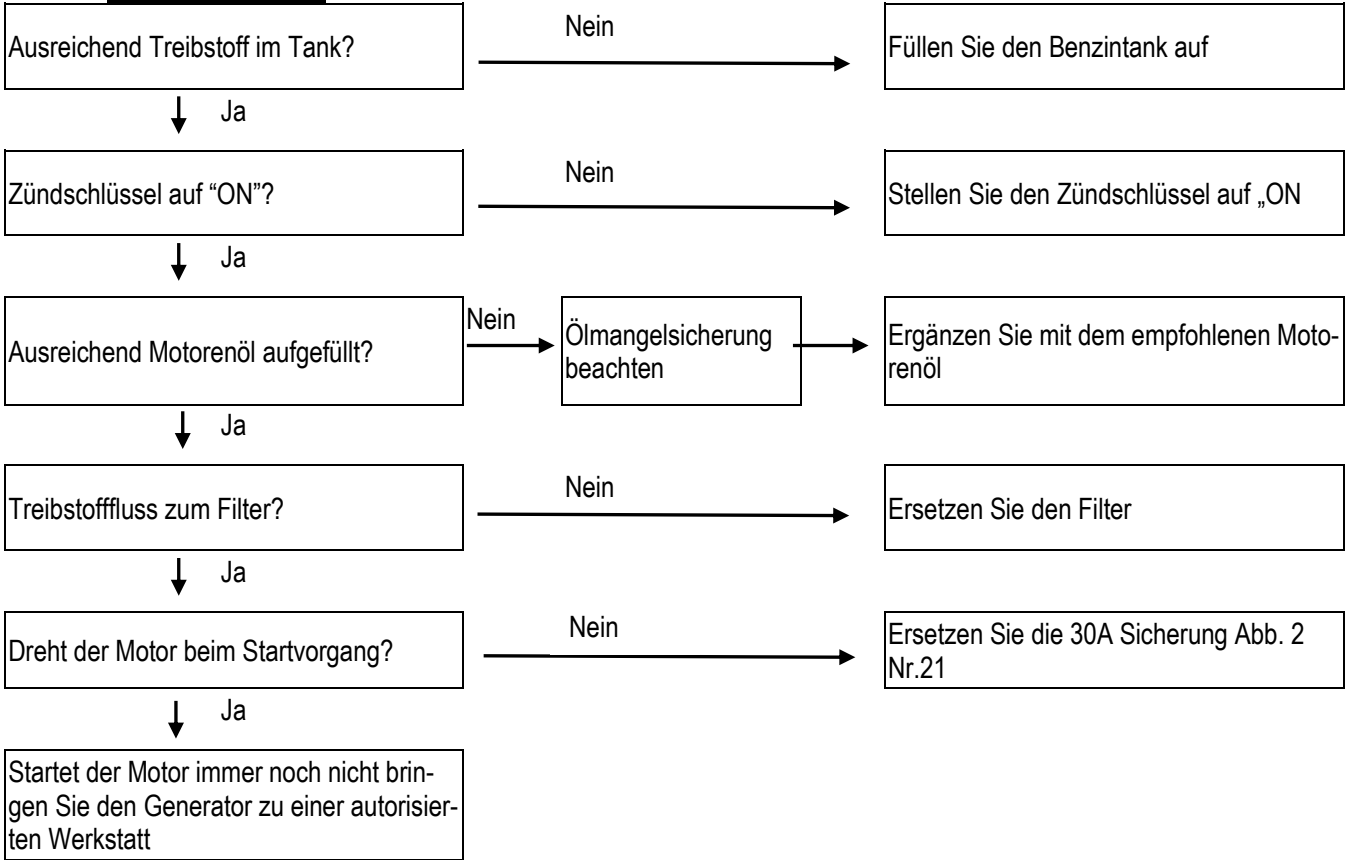 Ausreichend Treibstoff im Tank?
Nein
Füllen Sie den Benzintank auf
Ja
Zündschlüssel auf “ON”?
Nein
Stellen Sie den Zündschlüssel auf „ON
Ja
Ausreichend Motorenöl aufgefüllt?
Nein
Ölmangelsicherung
beachten
Ergänzen Sie mit dem empfohlenen Moto-
renöl
Ja
Treibstofffluss zum Filter?
Nein
Ersetzen Sie den Filter
Ja
Dreht der Motor beim Startvorgang?
Nein
Ersetzen Sie die 30A Sicherung Abb. 2
Nr.21
Ja
Startet der Motor immer noch nicht brin-
gen Sie den Generator zu einer autorisier-
ten Werkstatt